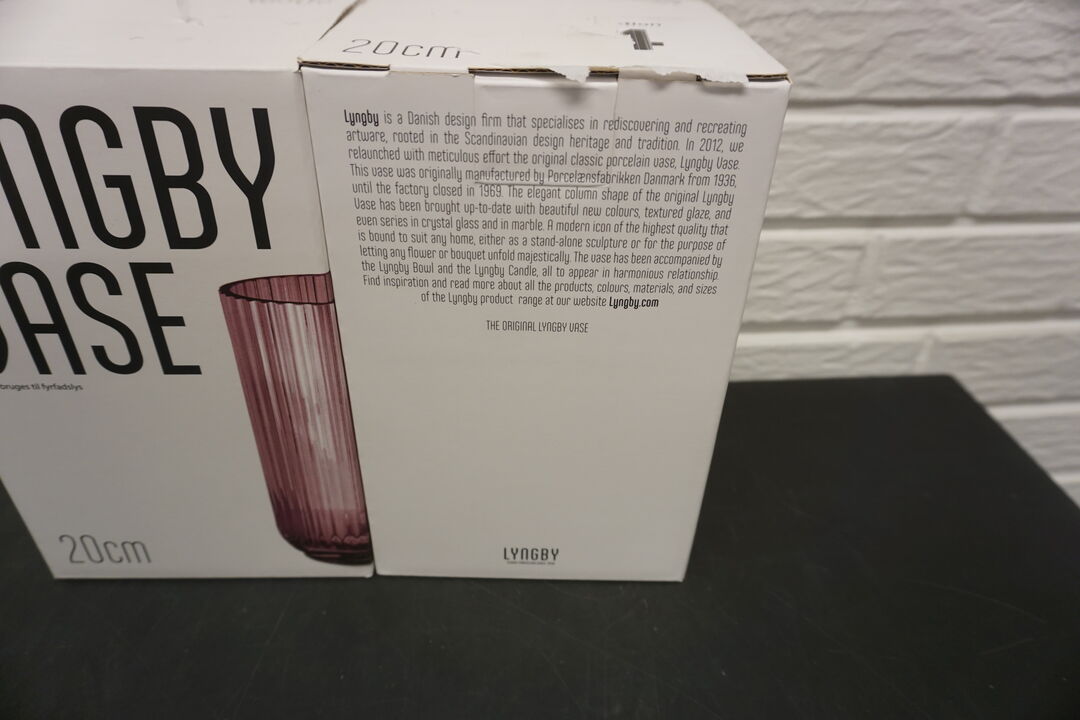 20cm
NGBY
VASE
bruges til fyrfadslys
20cm
Lyngby is a Danish design firm that specialises in rediscovering and recreating
artware, rooted in the Scandinavian design heritage and tradition. In 2012, we
relaunched with meticulous effort the original classic porcelain vase, Lyngby Vase.
This vase was originally manufactured by Porcelænsfabrikken Danmark from 1936,
until the factory closed in 1969. The elegant column shape of the original Lyngby
Vase has been brought up-to-date with beautiful new colours, textured glaze, and
even series in crystal glass and in marble. A modern icon of the highest quality that
is bound to suit any home, either as a stand-alone sculpture or for the purpose of
letting any flower or bouquet unfold majestically. The vase has been accompanied by
the Lyngby Bowl and the Lyngby Candle, all to appear in harmonious relationship.
Find inspiration and read more about all the products, colours, materials, and sizes
of the Lyngby product range at our website Lyngby.com
THE ORIGINAL LYNGBY VASE
LYNGBY